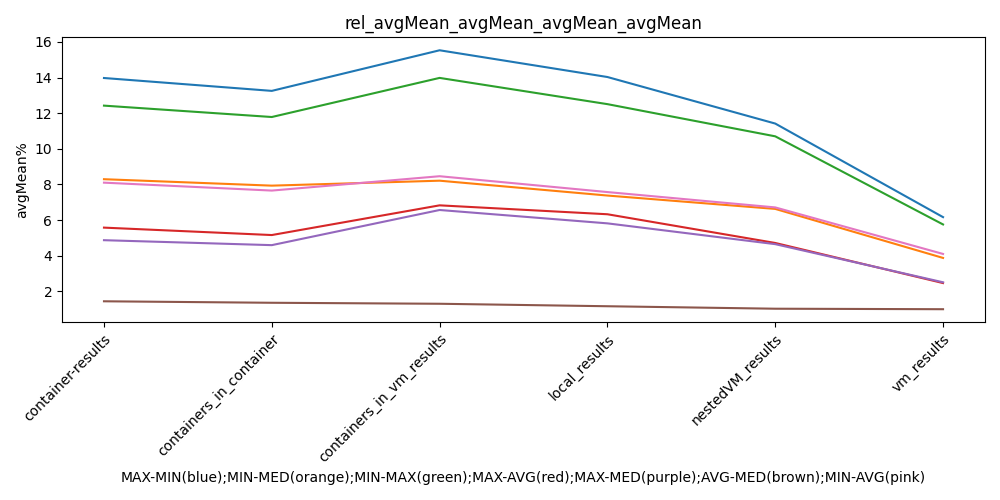 rel_avgMean_avgMean_avgMean_avgMean
16
14
12
10
8
6
4
2
avgMean%
container-results
containers_in_container
containers_in_vm_results
local_results
nestedVM_results
vm_results
MAX-MIN(blue);MIN-MED(orange);MIN-MAX(green);MAX-AVG(red);MAX-MED(purple);AVG-MED(brown);MIN-AVG(pink)